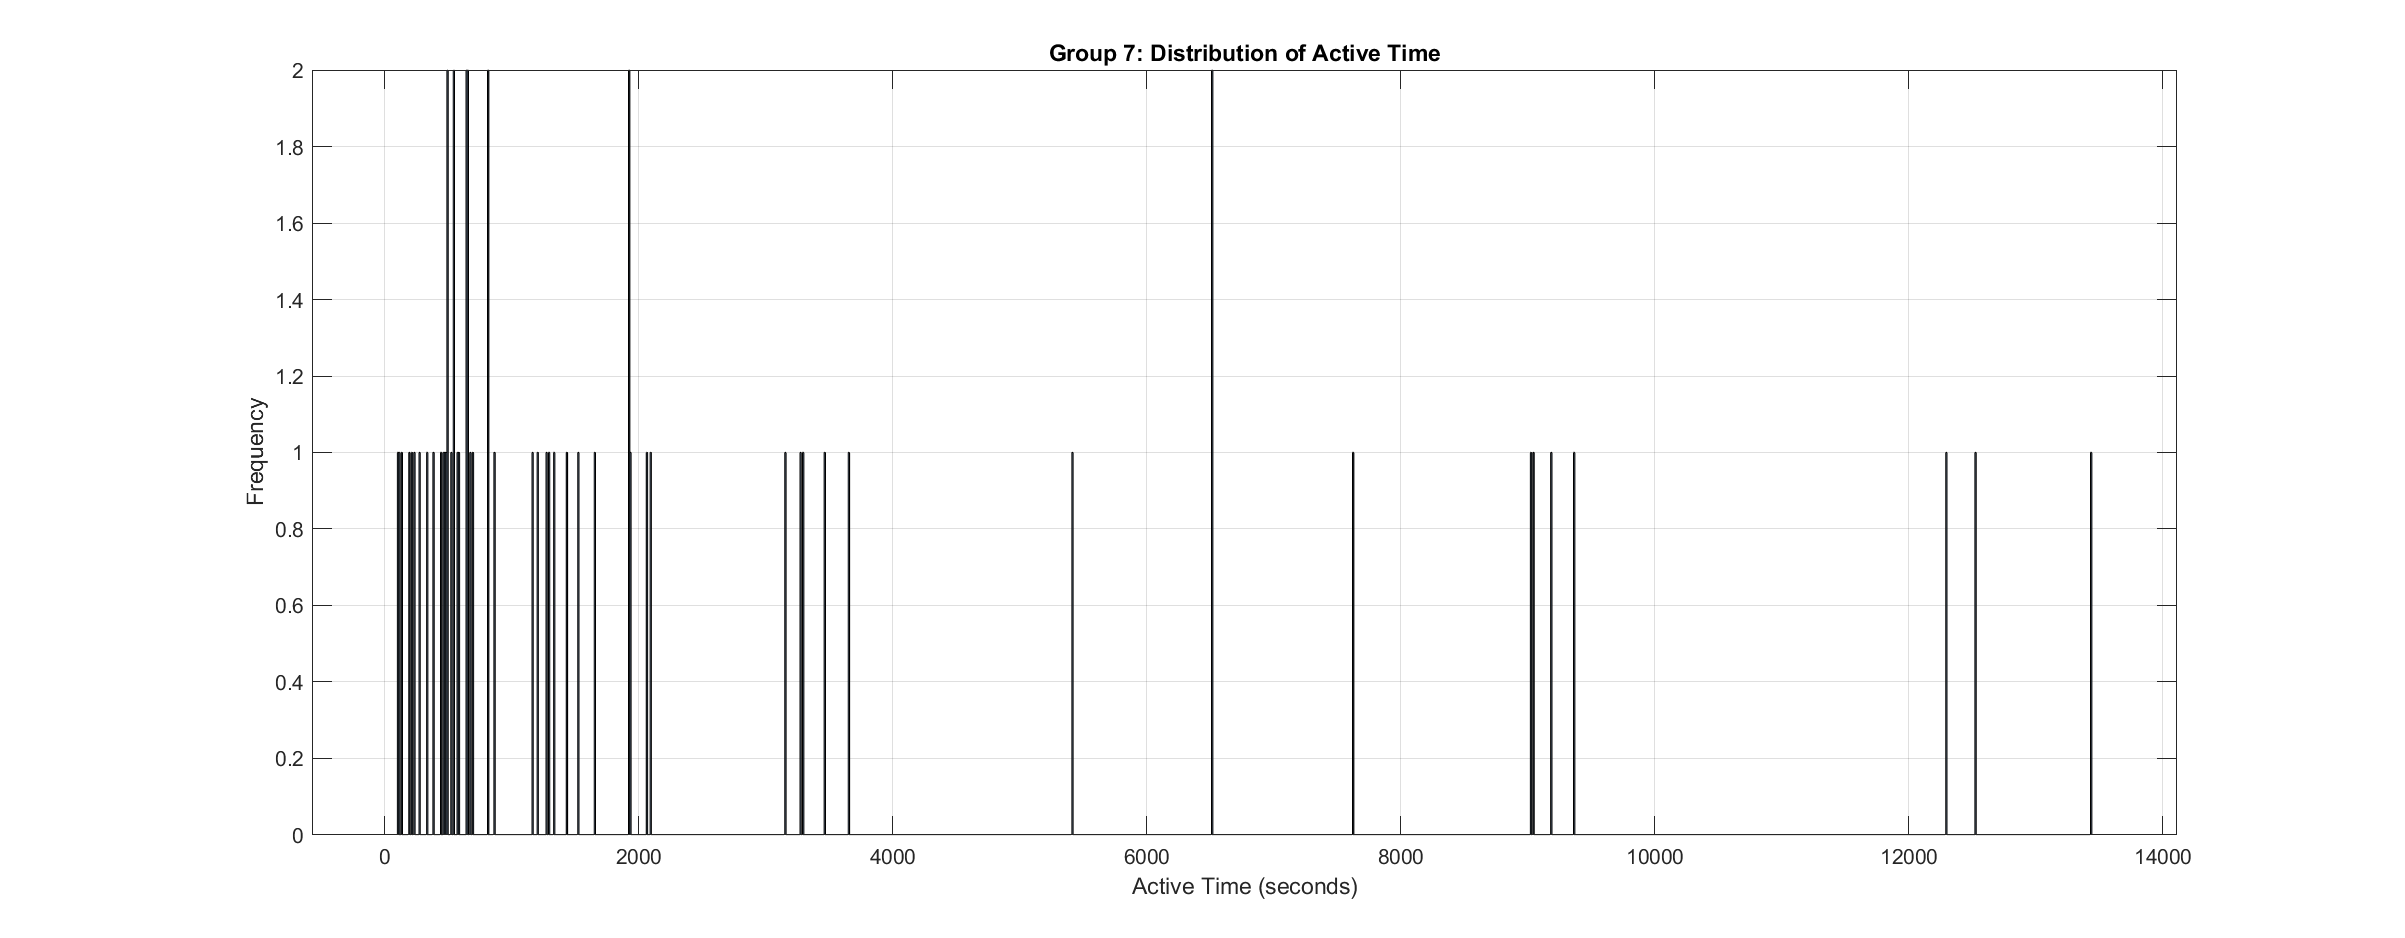 Group 7: Distribution of Active Time
2
1.8
1.6
1.4
1.2
1
0.8
0.6
0.4
0.2
0
Frequency
0 2000 4000 6000 8000 10000 12000 14000
Active Time (seconds)